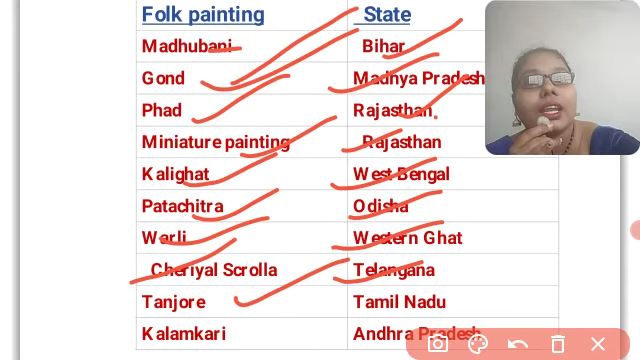 Folk painting State
Madhubani Bihar
Gond Madhya Pradesh
Phad Rajasthan
Miniature painting Rajasthan
Kalighat West Bengal
Patachitra Odisha
Warli Western Ghat
Cheriyal Scrolla Telangana
Tanjore Tamil Nadu
Kalamkari Andhra Pradesh